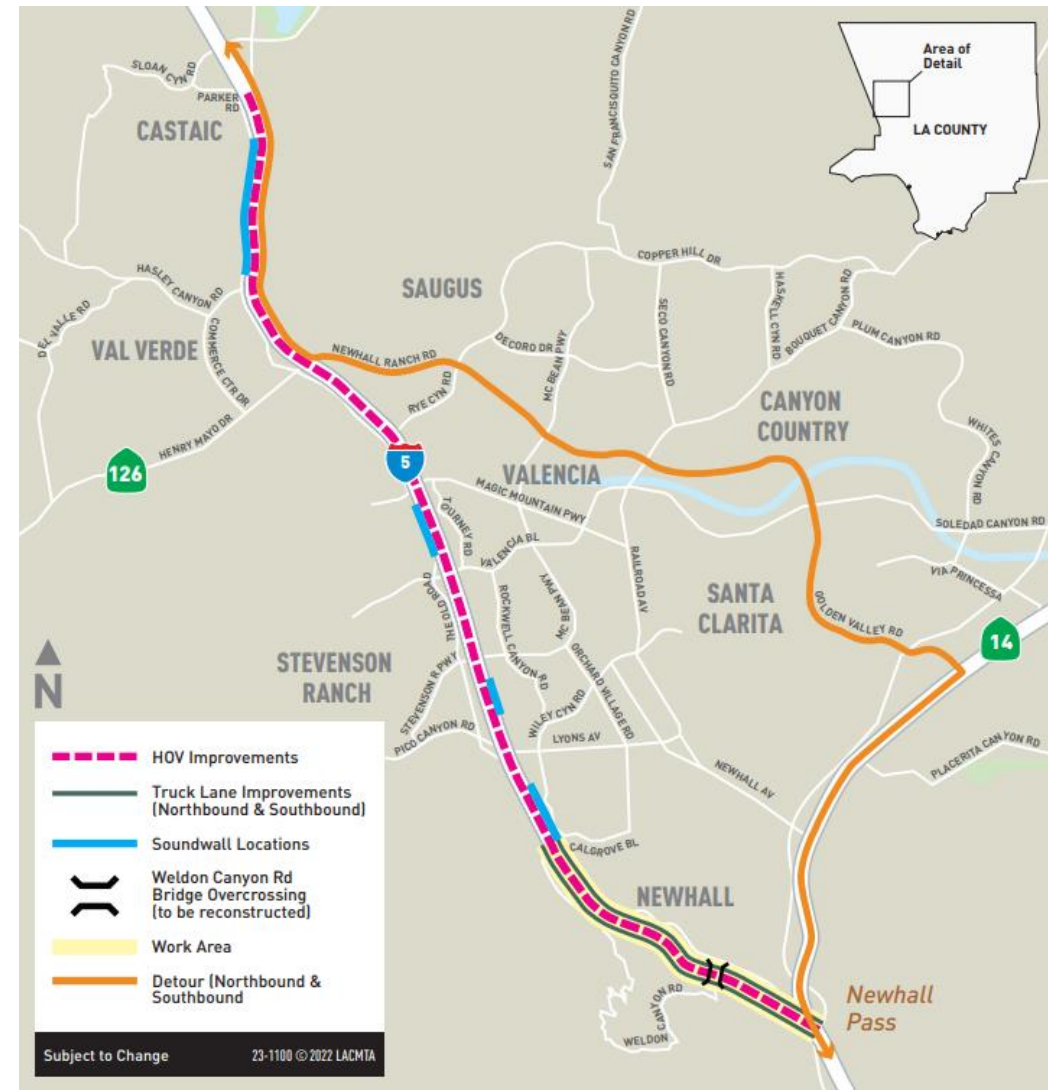 SLOAN CYN RD
PARKER
RD
CASTAIC
SAN FRANCISQUITO CANYON RD
Area of
Detail
LA COUNTY
COPPER HILL DR
SAUGUS
HASLEY CANYON RD
DEL VALLE RD
COMMERCE CTR DR
VAL VERDE
NEWHALL RANCH RD
DECORO DR
MC BEAN PWY
SECO CANYON RD
HASKELL CYN RD
BOUQUET CANYON RD
PLUM CANYON RD
RYE CYN RD
HENRY MAYO DR
126
5
CANYON
COUNTRY
WHITES CANYON RD
VALENCIA
MAGIC MOUNTAIN PWY
TOURNEY RD
SOLEDAD CANYON RD
VALENCIA BL
RAILROAD AV
VIA PRINCESSA
THE OLD ROAD
ROCKWELL CANYON RD
MC BEAN PWY
SANTA
CLARITA
GOLDEN VALLEY RD
14
ORCHARD VILLAGE RD
STEVENSON
RANCH
N
STEVENSON R PWY
PICO CANYON RD
WILEY CYN RD
LYONS AV
NEWHALL AV
PLACERITA CANYON RD
CALGROVE BL
NEWHALL
WELDON CANYON RD
Newhall
Pass
HOV Improvements
Truck Lane Improvements
(Northbound & Southbound)
Soundwall Locations
Weldon Canyon Rd
Bridge Overcrossing
(to be reconstructed)
Work Area
Detour (Northbound &
Southbound
Subject to Change 23-1100 © 2022 LACMTA